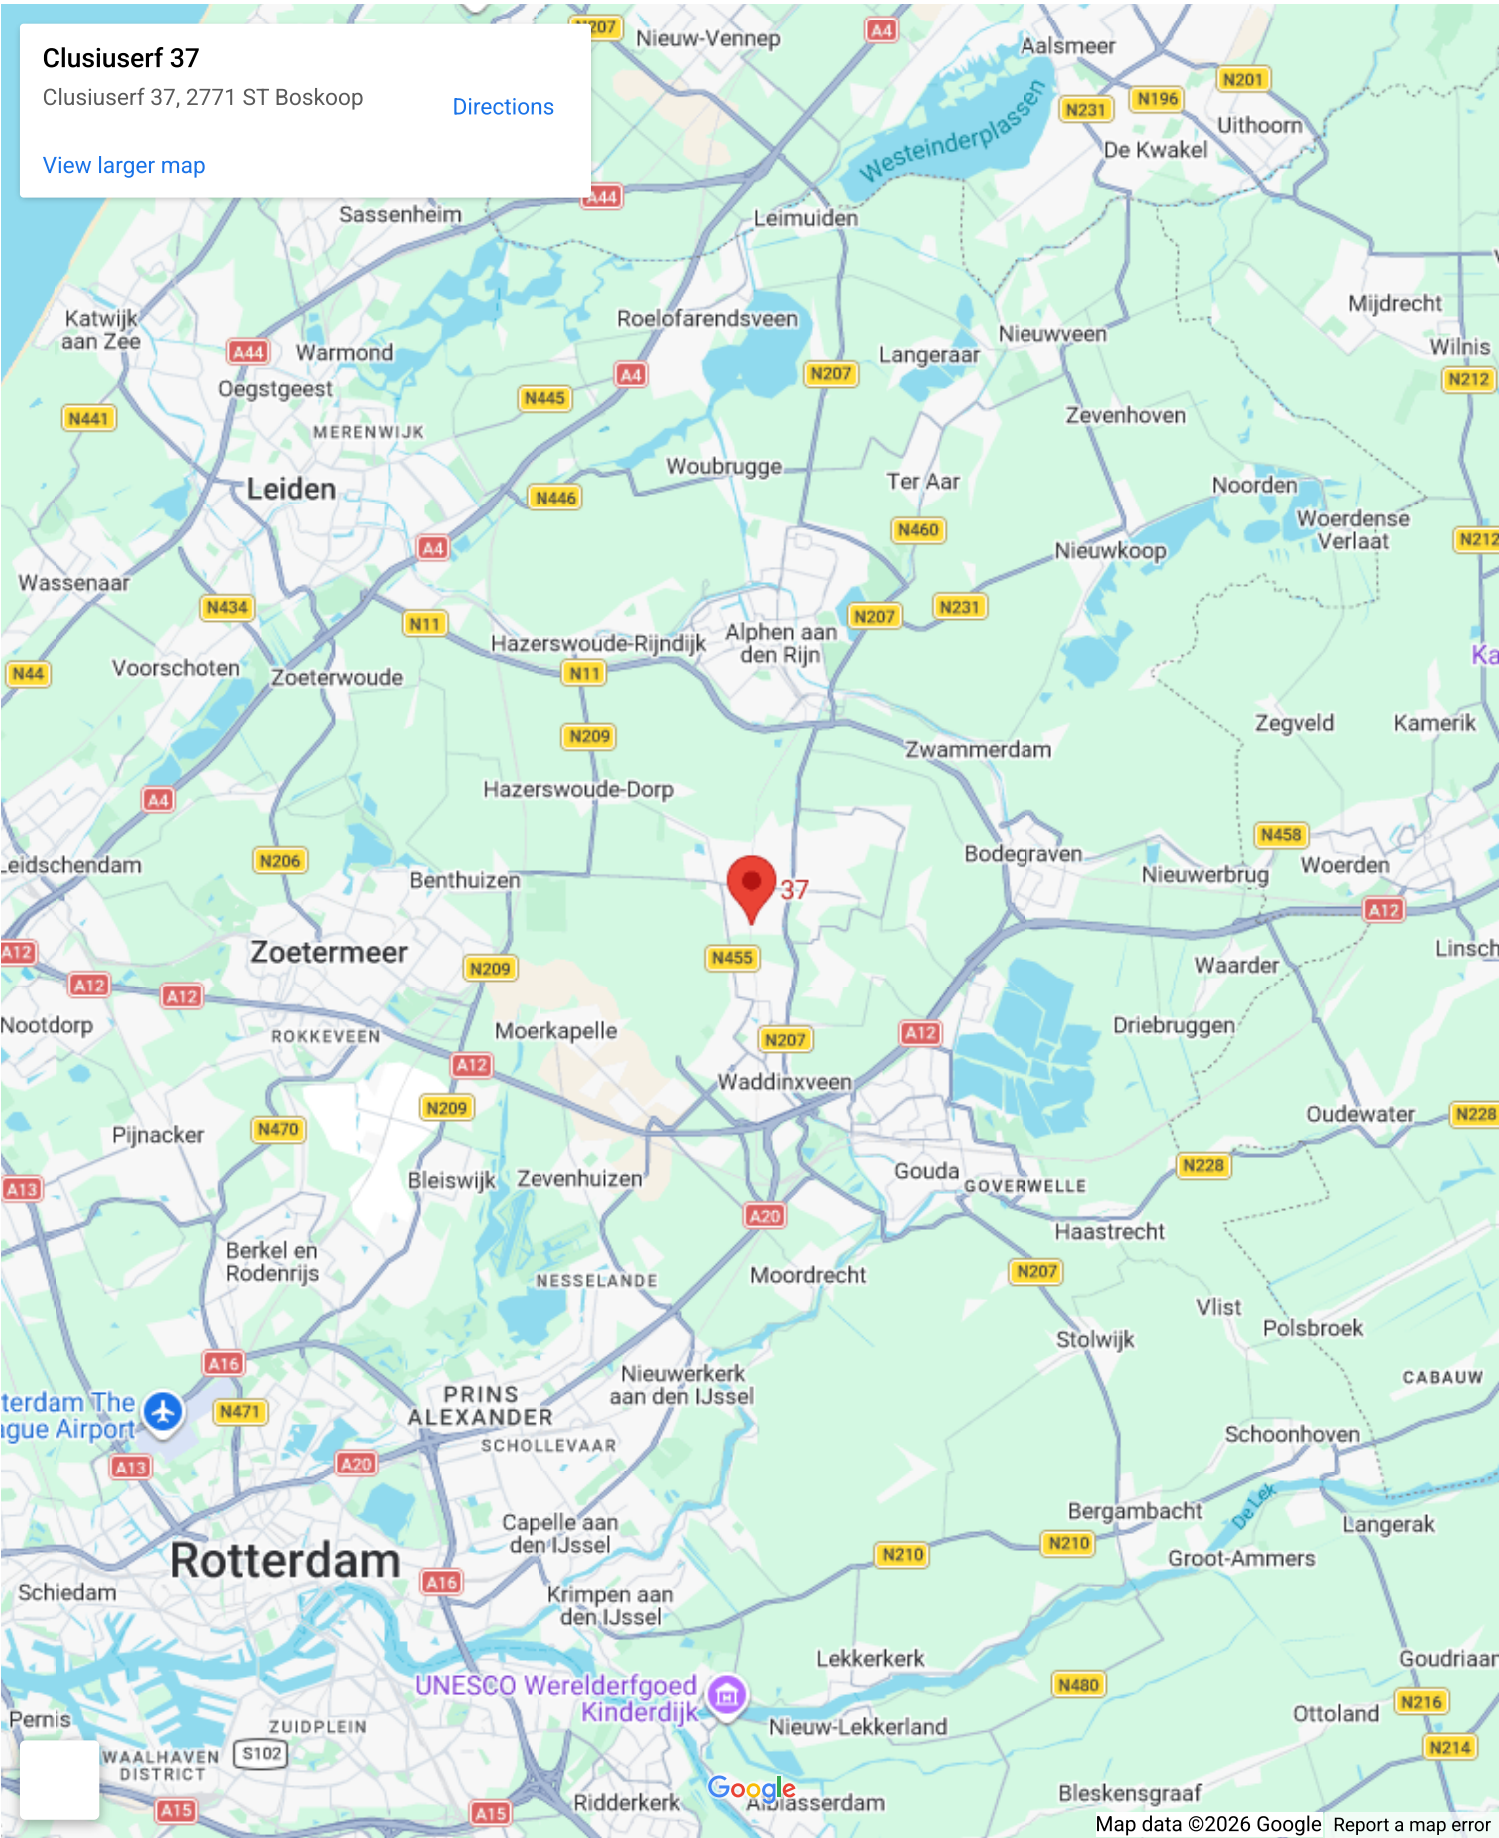 Clusiuserf 37
Clusiuserf 37, 2771 ST Boskoop
Directions
View larger map
N207
Nieuw-Vennep
A4
Aalsmeer
N201
N196
N231
Uithoorn
De Kwakel
Westeinderplassen
A44
Sassenheim
Leimuiden
Katwijk
aan Zee
Roelofarendsveen
Mijdrecht
Nieuwveen
A44
Warmond
Langeraar
Wilnis
A4
N207
N212
Oegstgeest
N445
N441
Zevenhoven
MERENWIJK
Woubrugge
Ter Aar
Leiden
N446
Noorden
Woerdense
Verlaat
N460
N212
A4
Nieuwkoop
Wassenaar
N434
N11
N207
N231
Hazerswoude-Rijndijk
Alphen aan
den Rijn
Ka
N44
Voorschoten
Zoeterwoude
N11
Zegveld
Kamerik
N209
Zwammerdam
Hazerswoude-Dorp
A4
N458
Leidschendam
N206
Benthuizen
Bodegraven
Nieuwerbrug
Woerden
37
A12
Zoetermeer
N455
Linsch
A12
N209
Waarder
A12
A12
Nootdorp
ROKKEVEEN
Moerkapelle
N207
A12
Driebruggen
A12
Waddinxveen
N209
Oudewater
N228
Pijnacker
N470
Bleiswijk
Zevenhuizen
Gouda
N228
GOVERWELLE
A13
A20
Haastrecht
Berkel en
Rodenrijs
NESSELANDE
Moordrecht
N207
Vlist
Polsbroek
Stolwijk
A16
Nieuwerkerk
aan den IJssel
CABAUW
terdam The
ague Airport
N471
PRINS
ALEXANDER
SCHOLLEVAAR
Schoonhoven
A13
A20
De Lek
Bergambacht
Langerak
Capelle aan
den IJssel
N210
N210
Groot-Ammers
Rotterdam
Schiedam
A16
Krimpen aan
den IJssel
Lekkerkerk
Goudriaan
UNESCO Werelderfgoed
Kinderdijk
N480
N216
Pernis
ZUIDPLEIN
Nieuw-Lekkerland
Ottoland
WAALHAVEN
DISTRICT
S102
N214
Google
Bleskensgraaf
A15
A15
Ridderkerk
Alblasserdam
Map data ©2026 Google
Report a map error